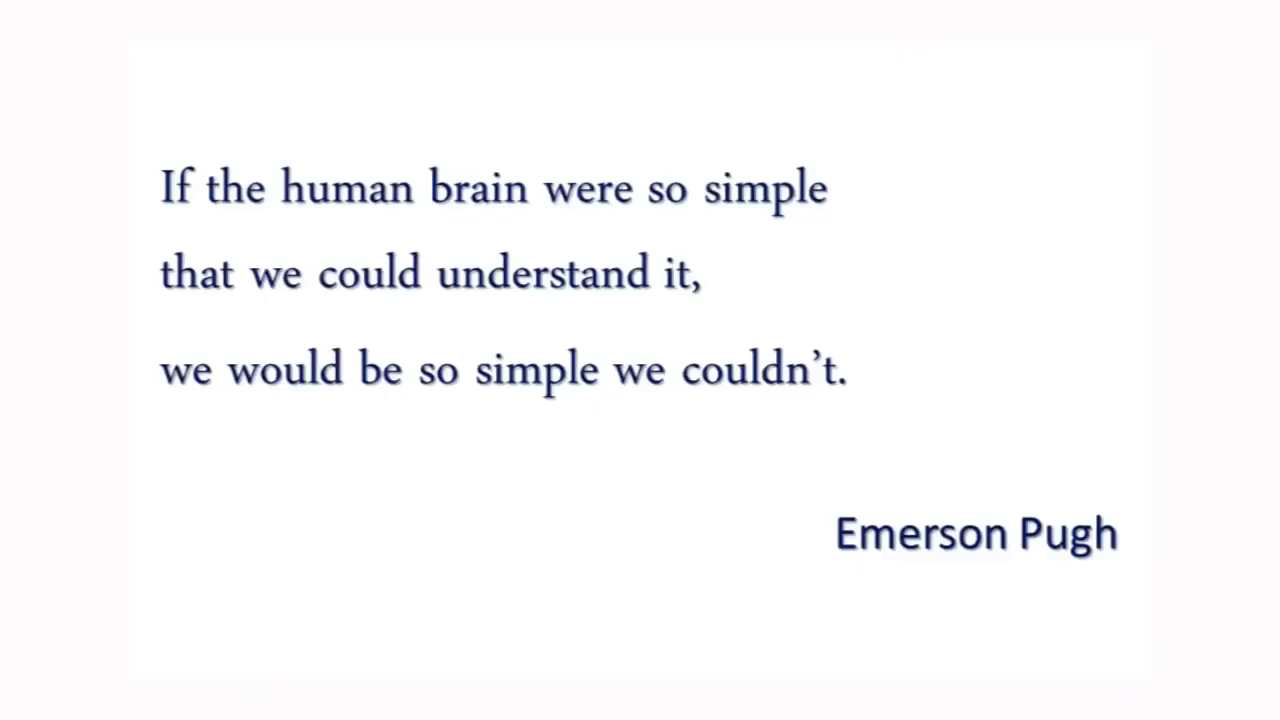 If the human brain were so simple
that we could understand it,
we would be so simple we couldn’t.
Emerson Pugh